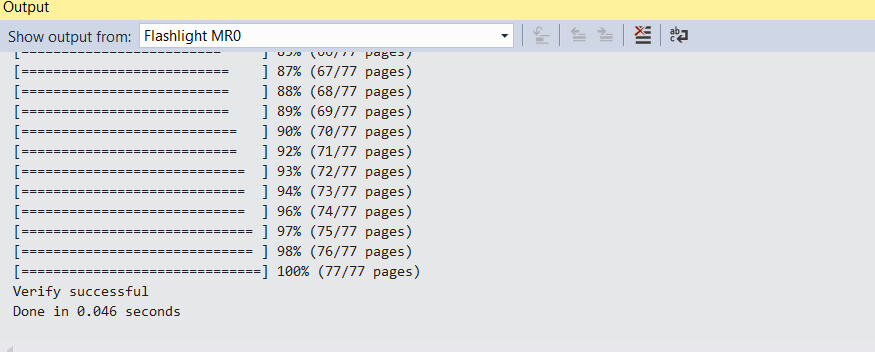 Output
Show output from: Flashlight MR0
[=========================     ] 85% (66/77 pages)
[==========================    ] 87% (67/77 pages)
[==========================    ] 88% (68/77 pages)
[==========================    ] 89% (69/77 pages)
[===========================   ] 90% (70/77 pages)
[===========================   ] 92% (71/77 pages)
[============================  ] 93% (72/77 pages)
[============================  ] 94% (73/77 pages)
[============================  ] 96% (74/77 pages)
[============================= ] 97% (75/77 pages)
[============================= ] 98% (76/77 pages)
[==============================] 100% (77/77 pages)
Verify successful
Done in 0.046 seconds